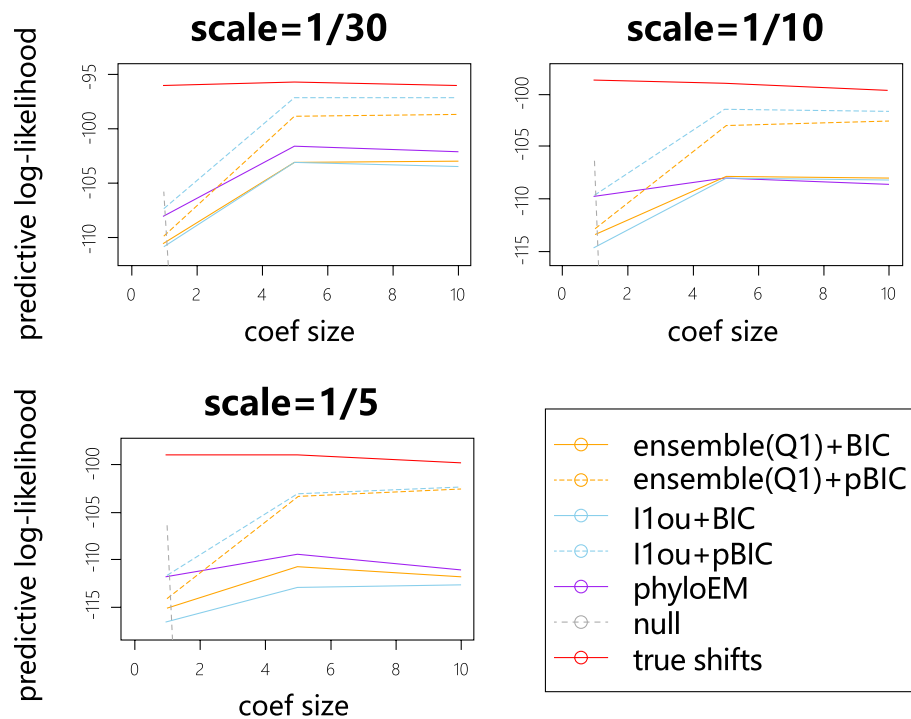 scale=1/30
predictive log-likelihood
-95
-100
-105
-110
0 2 4 6 8 10
coef size
scale=1/10
-100
-105
-110
-115
0 2 4 6 8 10
coef size
scale=1/5
predictive log-likelihood
-100
-105
-110
-115
0 2 4 6 8 10
coef size
ensemble(Q1)+BIC
ensemble(Q1)+pBIC
l1ou+BIC
l1ou+pBIC
phyloEM
null
true shifts